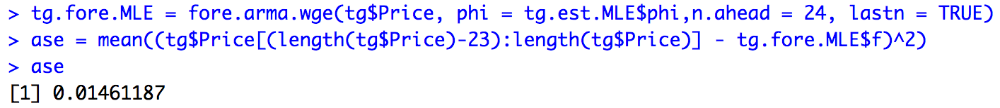 > tg.fore.MLE = fore.arma.wge(tg$Price, phi = tg.est.MLE$phi,n.ahead = 24, lastn = TRUE)
> ase = mean((tg$Price[(length(tg$Price)-23):length(tg$Price)] - tg.fore.MLE$f)^2)
> ase
[1] 0.01461187